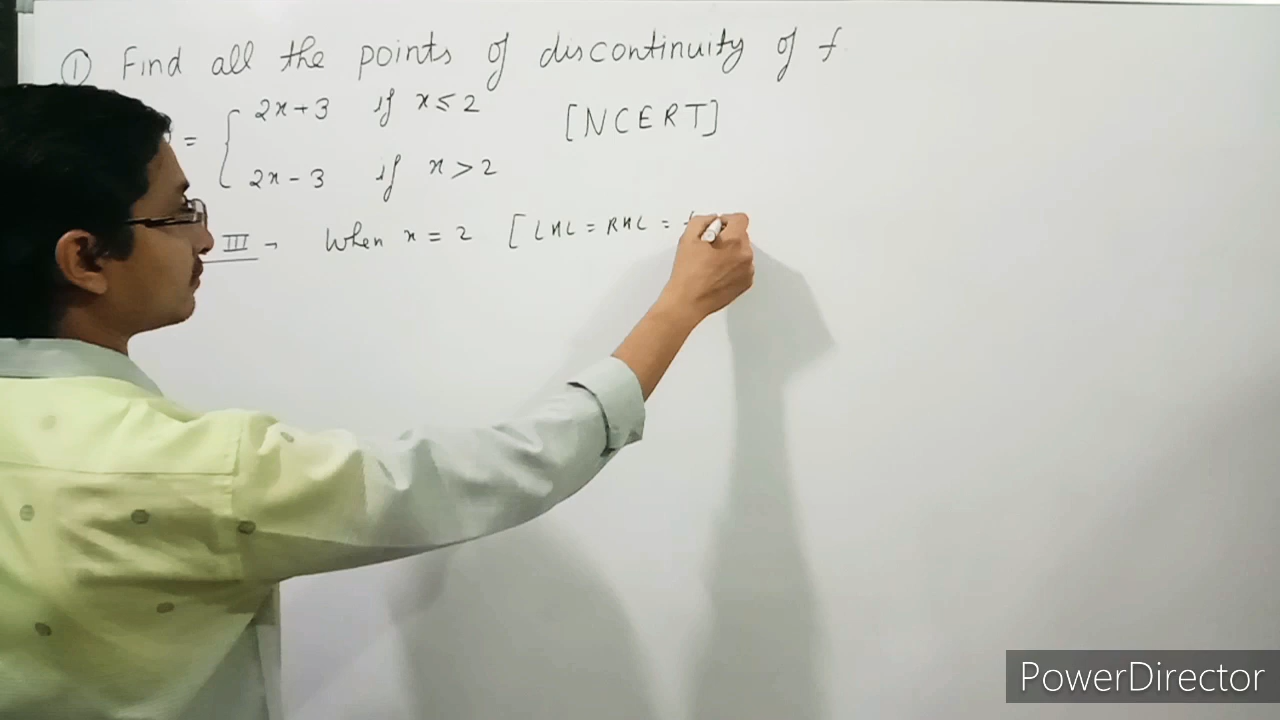 ① Find all the points of discontinuity of f
= { 2x+3 if x ≤ 2 [NCERT]
2x-3 if x > 2
III → When x = 2 [LHL = RHL =
PowerDirector